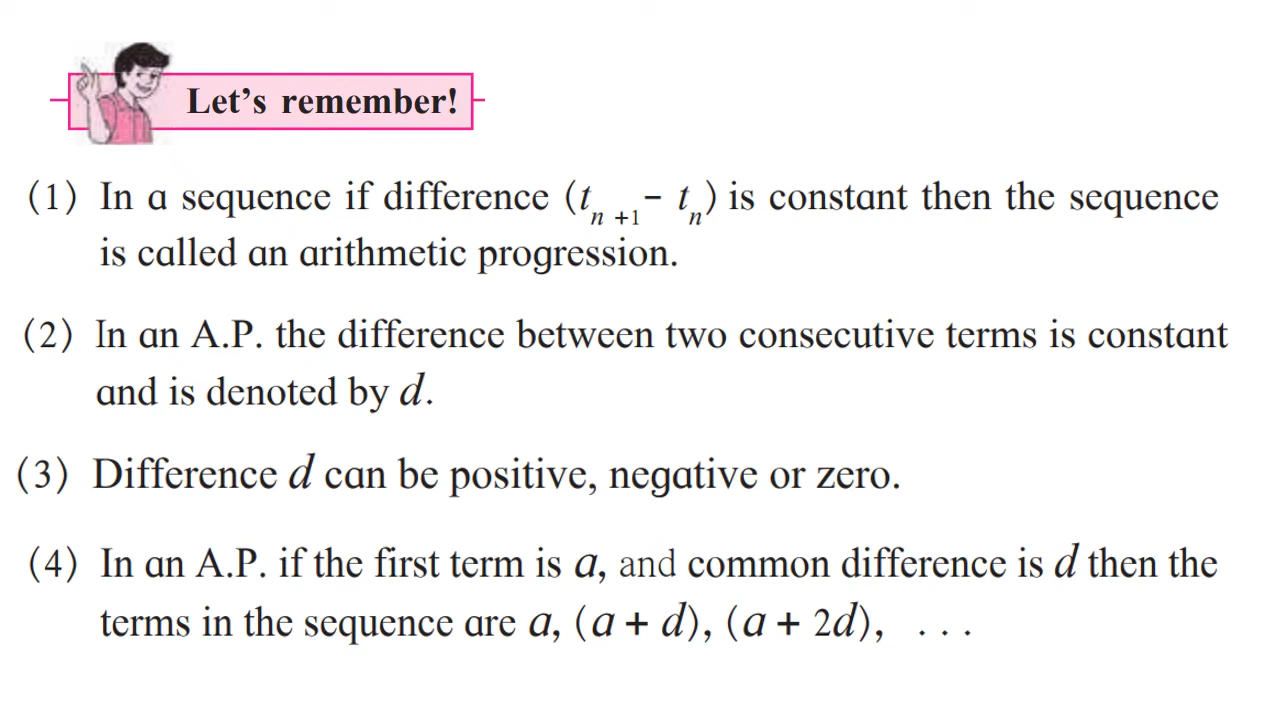 Let's remember!
(1) In a sequence if difference (tₙ ₊₁ – tₙ) is constant then the sequence
is called an arithmetic progression.
(2) In an A.P. the difference between two consecutive terms is constant
and is denoted by d.
(3) Difference d can be positive, negative or zero.
(4) In an A.P. if the first term is a, and common difference is d then the
terms in the sequence are a, (a + d), (a + 2d), . . .